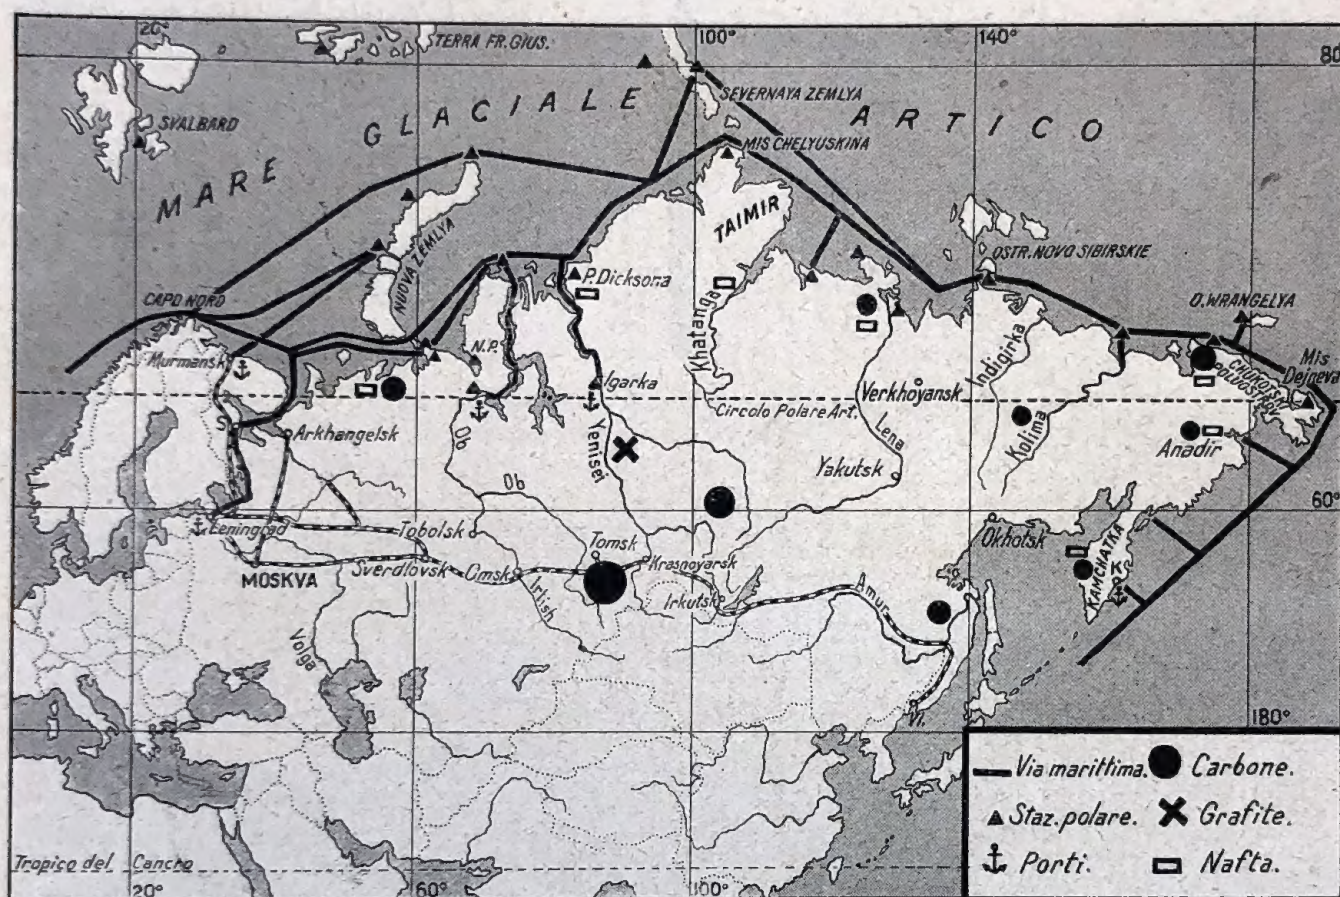 20°
100°
140°
80°
TERRA FR. GIUS.
SEVERNAYA ZEMLYA
SVALBARD
MARE GLACIALE ARTICO
MIS CHELYUSKINA
TAIMIR
NUOVA ZEMLYA
OSTR. NOVO SIBIRSKIE
CAPO NORD
P. Dicksona
O. WRANGELYA
Khatanga
Murmansk
N.P.
Igarka
Indigirka
Mis
Dejneva
CHUKOTSKI
POLUOSTROV
Verkhoyansk
Circolo Polare Art.
Kolima
S.
Arkhangelsk
Ob
Yenisei
Lena
Anadir
Yakutsk
Ob
60°
Leningrad
Tobolsk
Tomsk
Okhotsk
MOSKVA
Sverdlovsk
Omsk
Krasnoyarsk
KAMCHATKA
K
Irkutsk
Amur
Irtish
Volga
Vl.
180°
Via marittima.
Carbone.
Staz. polare.
Grafite.
Porti.
Nafta.
Tropico del Cancro
20°
60°
100°